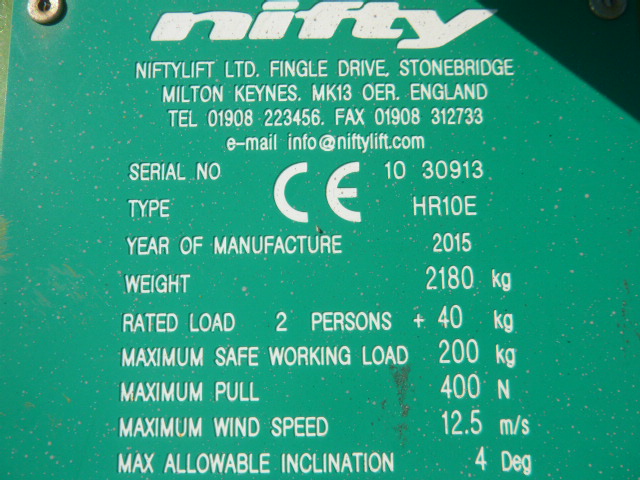 nifty
NIFTYLIFT LTD. FINGLE DRIVE, STONEBRIDGE
MILTON KEYNES. MK13 OER. ENGLAND
TEL 01908 223456. FAX 01908 312733
e-mail info@niftylift.com
SERIAL NO CE 10 30913
TYPE HR10E
YEAR OF MANUFACTURE 2015
WEIGHT 2180 kg
RATED LOAD 2 PERSONS + 40 kg
MAXIMUM SAFE WORKING LOAD 200 kg
MAXIMUM PULL 400 N
MAXIMUM WIND SPEED 12.5 m/s
MAX ALLOWABLE INCLINATION 4 Deg